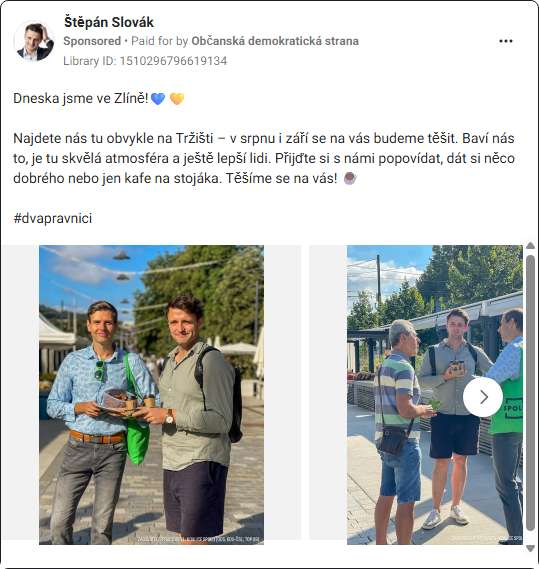 Štěpán Slovák
Sponsored • Paid for by Občanská demokratická strana
Library ID: 1510296796619134
Dneska jsme ve Zlíně!💙 🧡
Najdete nás tu obvykle na Tržišti – v srpnu i září se na vás budeme těšit. Baví nás
to, je tu skvělá atmosféra a ještě lepší lidi. Přijďte si s námi popovídat, dát si něco
dobrého nebo jen kafe na stojáka. Těšíme se na vás!
#dvapravnici
SPOL